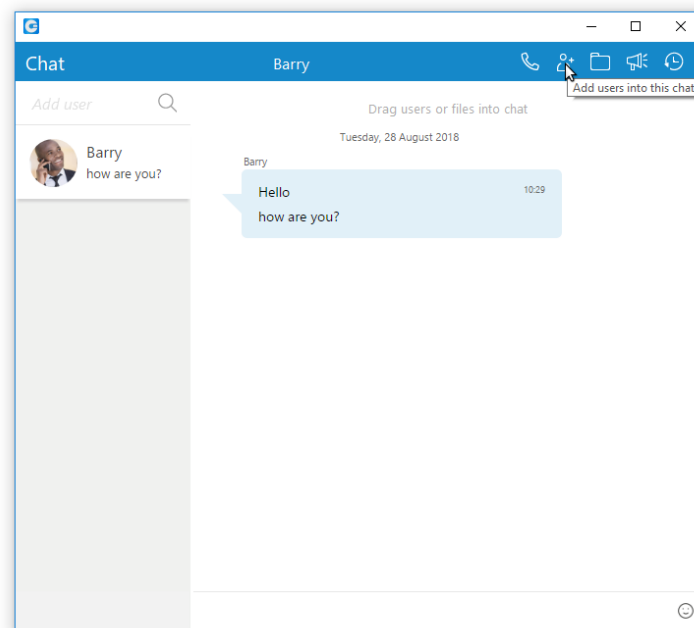 Chat
Barry
Add users into this chat
Add user
Drag users or files into chat
Barry
how are you?
Tuesday, 28 August 2018
Barry
Hello
10:29
how are you?